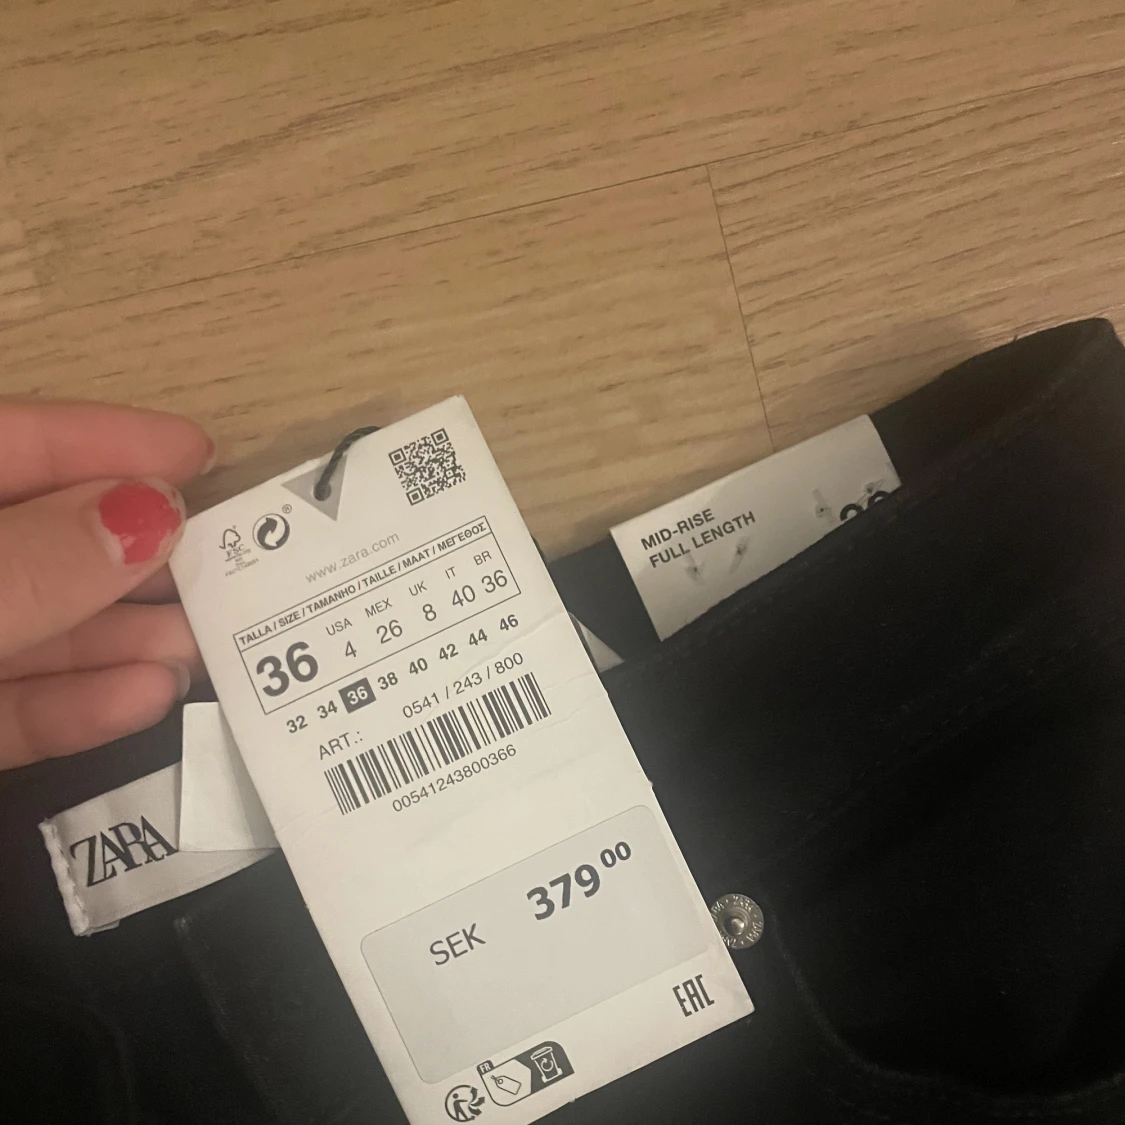 ®
FSC
www.zara.com
TALLA / SIZE / TAMANHO / TAILLE / MAAT / ΜΕΓΕΘΟΣ
36
USA MEX UK IT BR
4 26 8 40 36
32 34 36 38 40 42 44 46
ART.: 0541 / 243 / 800
00541243800366
SEK 379 00
EAC
FR
ZARA
MID-RISE
FULL LENGTH